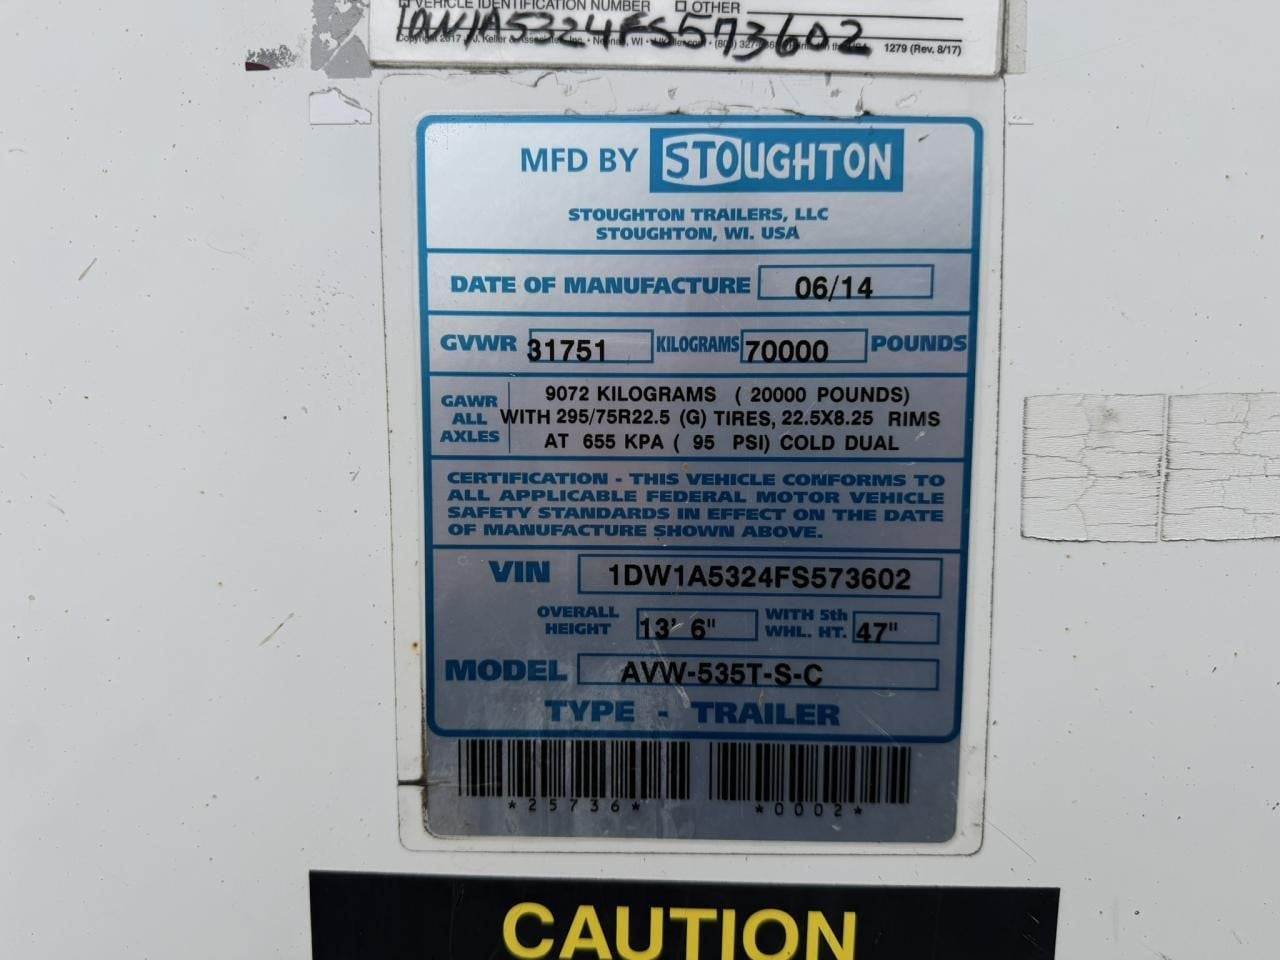 VEHICLE IDENTIFICATION NUMBER ☐ OTHER
1DW1A5324FS573602
1279 (Rev. 8/17)
MFD BY STOUGHTON
STOUGHTON TRAILERS, LLC
STOUGHTON, WI. USA
DATE OF MANUFACTURE 06/14
GVWR 31751 KILOGRAMS 70000 POUNDS
GAWR ALL AXLES
9072 KILOGRAMS ( 20000 POUNDS)
WITH 295/75R22.5 (G) TIRES, 22.5X8.25 RIMS
AT 655 KPA ( 95 PSI) COLD DUAL
CERTIFICATION - THIS VEHICLE CONFORMS TO
ALL APPLICABLE FEDERAL MOTOR VEHICLE
SAFETY STANDARDS IN EFFECT ON THE DATE
OF MANUFACTURE SHOWN ABOVE.
VIN 1DW1A5324FS573602
OVERALL HEIGHT 13' 6" WITH 5th WHL. HT. 47"
MODEL AVW-535T-S-C
TYPE - TRAILER
*25736* *0002*
CAUTION